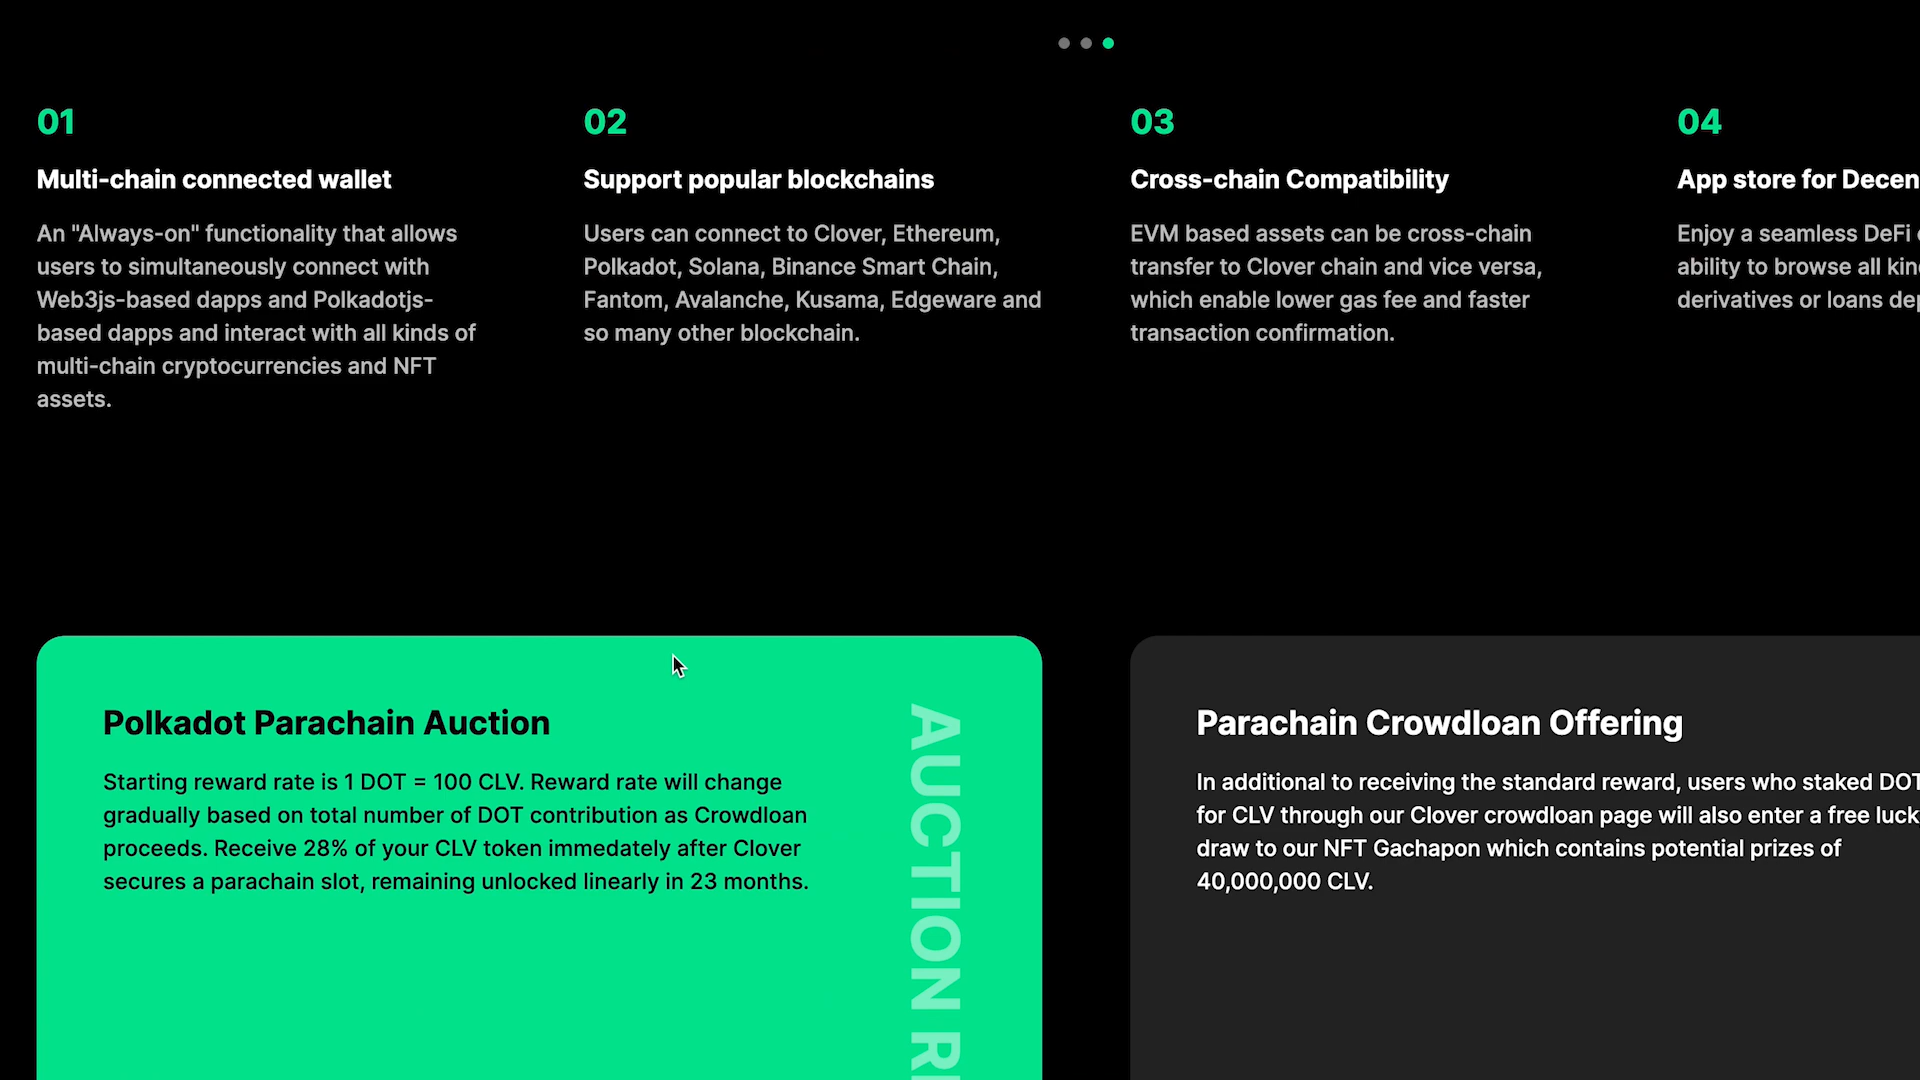 01
Multi-chain connected wallet
An "Always-on" functionality that allows
users to simultaneously connect with
Web3js-based dapps and Polkadotjs-
based dapps and interact with all kinds of
multi-chain cryptocurrencies and NFT
assets.
02
Support popular blockchains
Users can connect to Clover, Ethereum,
Polkadot, Solana, Binance Smart Chain,
Fantom, Avalanche, Kusama, Edgeware and
so many other blockchain.
03
Cross-chain Compatibility
EVM based assets can be cross-chain
transfer to Clover chain and vice versa,
which enable lower gas fee and faster
transaction confirmation.
04
App store for
Enjoy a seamless DeFi
ability to browse all
derivatives or loans
Polkadot Parachain Auction
Starting reward rate is 1 DOT = 100 CLV. Reward rate will change
gradually based on total number of DOT contribution as Crowdloan
proceeds. Receive 28% of your CLV token immedately after Clover
secures a parachain slot, remaining unlocked linearly in 23 months.
AUCTION
Parachain Crowdloan Offering
In additional to receiving the standard reward, users who staked DOT
for CLV through our Clover crowdloan page will also enter a free
draw to our NFT Gachapon which contains potential prizes of
40,000,000 CLV.